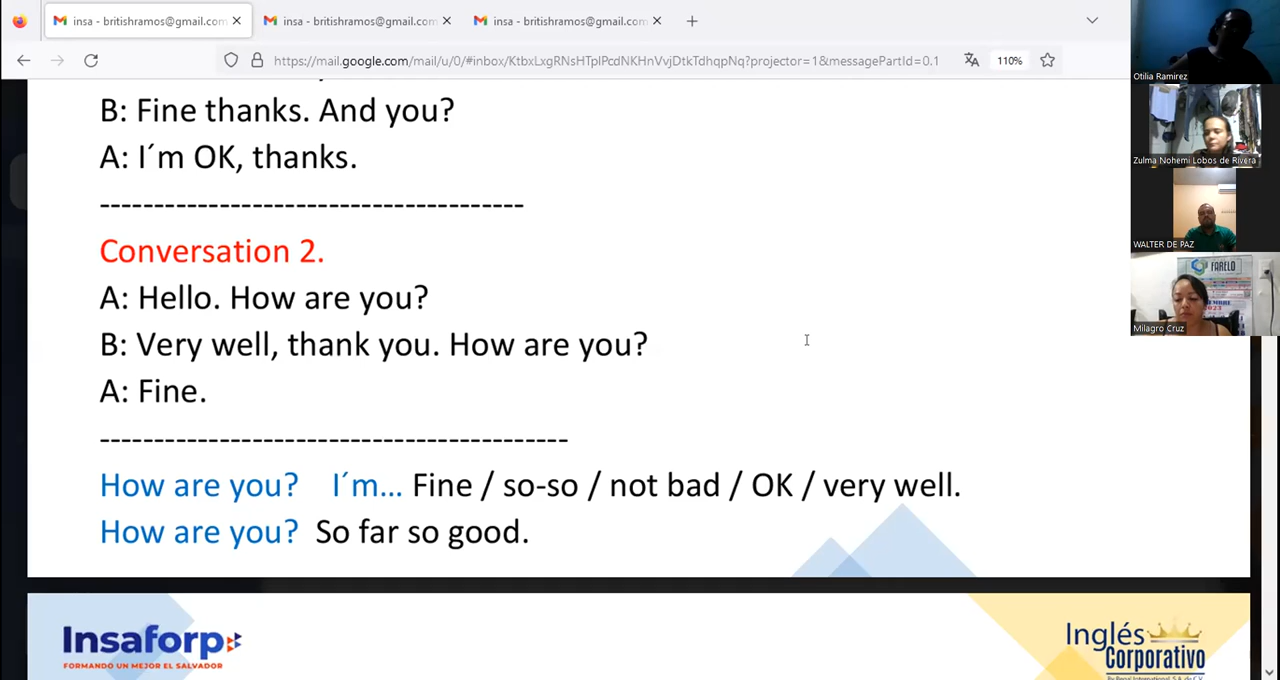 insa - britishramos@gmail.com
insa - britishramos@gmail.com
insa - britishramos@gmail.com
https://mail.google.com/mail/u/0/#inbox/KtbxLxgRNsHTplPcdNKHnVvjDtkTdhqpNq?projector=1&messagePartId=0.1
110%
B: Fine thanks. And you?
A: I´m OK, thanks.
---------------------------------------
Conversation 2.
A: Hello. How are you?
B: Very well, thank you. How are you?
A: Fine.
-------------------------------------------
How are you? I´m... Fine / so-so / not bad / OK / very well.
How are you? So far so good.
Insaforp
FORMANDO UN MEJOR EL SALVADOR
Inglés
Corporativo
Otilia Ramirez
Zulma Nohemi Lobos de Rivera
WALTER DE PAZ
FARELO
Milagro Cruz